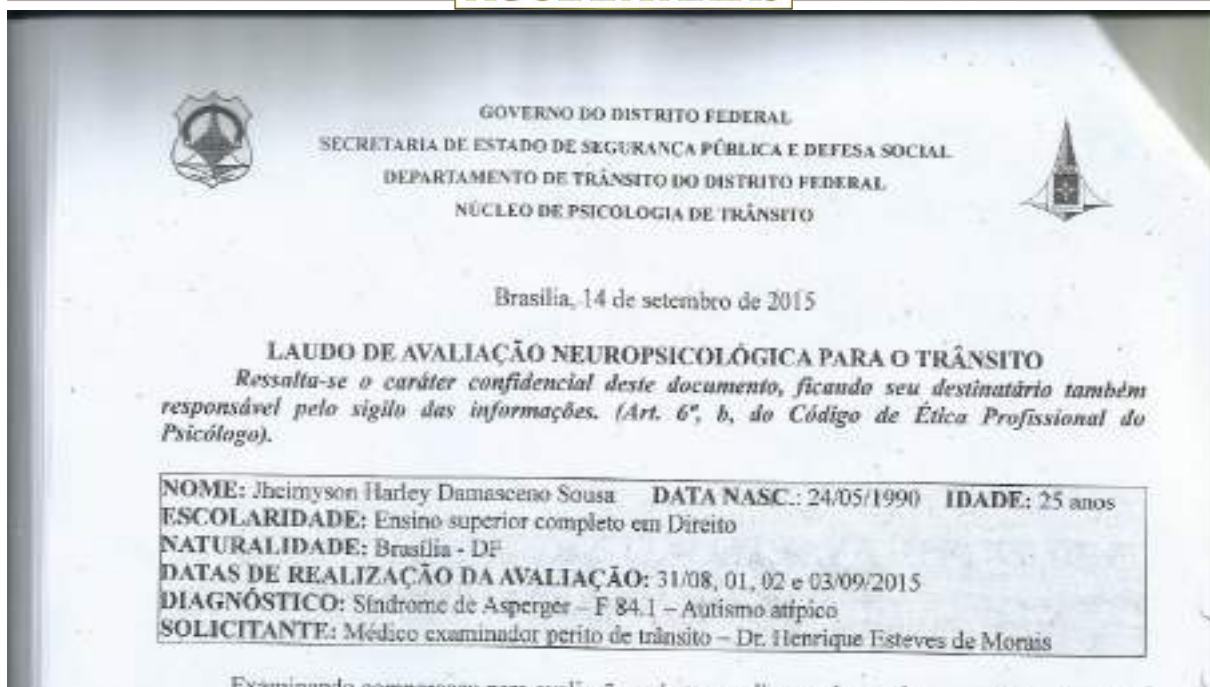 GOVERNO DO DISTRITO FEDERAL
SECRETARIA DE ESTADO DE SEGURANÇA PÚBLICA E DEFESA SOCIAL
DEPARTAMENTO DE TRÂNSITO DO DISTRITO FEDERAL
NÚCLEO DE PSICOLOGIA DE TRÂNSITO
Brasília, 14 de setembro de 2015
LAUDO DE AVALIAÇÃO NEUROPSICOLÓGICA PARA O TRÂNSITO
Ressalta-se o caráter confidencial deste documento, ficando seu destinatário também
responsável pelo sigilo das informações. (Art. 6º, b, do Código de Ética Profissional do
Psicólogo).
NOME: Jheimyson Harley Damasceno Sousa DATA NASC.: 24/05/1990 IDADE: 25 anos
ESCOLARIDADE: Ensino superior completo em Direito
NATURALIDADE: Brasília - DF
DATAS DE REALIZAÇÃO DA AVALIAÇÃO: 31/08, 01, 02 e 03/09/2015
DIAGNÓSTICO: Síndrome de Asperger – F 84.1 – Autismo atípico
SOLICITANTE: Médico examinador perito de trânsito – Dr. Henrique Esteves de Morais